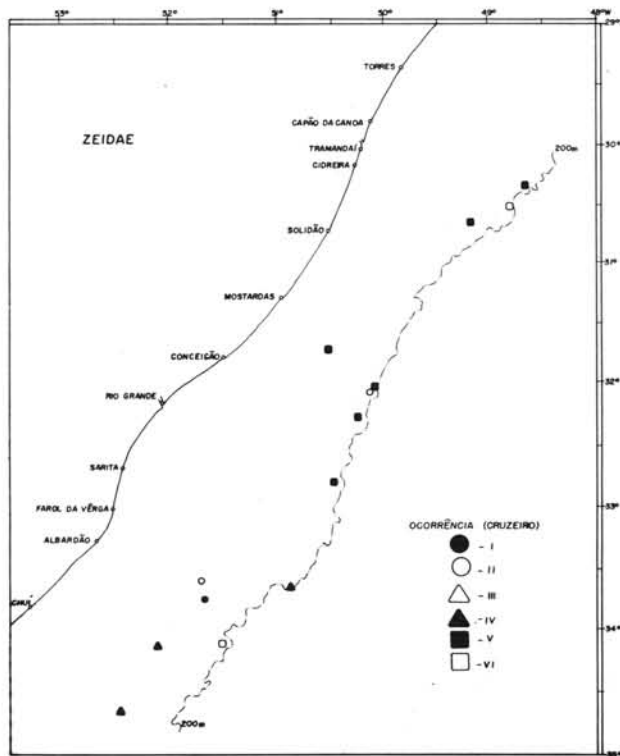 53° 52° 51° 50° 49° 48°W
29°
TORRES
CAPÃO DA CANOA
ZEIDAE
30°
TRAMANDAÍ
200m
CIDREIRA
SOLIDÃO
31°
MOSTARDAS
CONCEIÇÃO
32°
RIO GRANDE
SARITA
33°
FAROL DA VÊRGA
OCORRÊNCIA (CRUZEIRO)
ALBARDÃO
- I
- II
CHUÍ
- III
- IV
34°
- V
- VI
200m